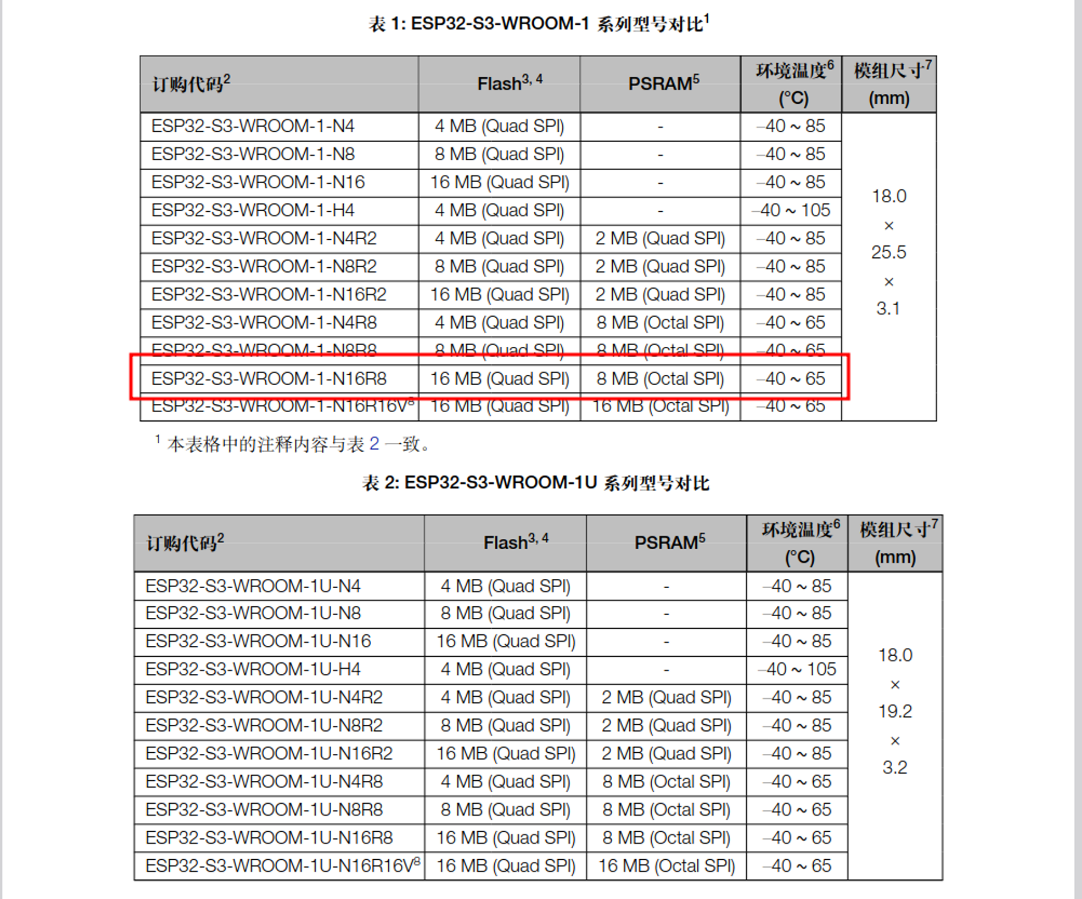 表 1: ESP32-S3-WROOM-1 系列型号对比1
订购代码2 Flash3, 4 PSRAM5 环境温度6 (°C) 模组尺寸7 (mm)
ESP32-S3-WROOM-1-N4 4 MB (Quad SPI) - –40 ~ 85
ESP32-S3-WROOM-1-N8 8 MB (Quad SPI) - –40 ~ 85
ESP32-S3-WROOM-1-N16 16 MB (Quad SPI) - –40 ~ 85
ESP32-S3-WROOM-1-H4 4 MB (Quad SPI) - –40 ~ 105
ESP32-S3-WROOM-1-N4R2 4 MB (Quad SPI) 2 MB (Quad SPI) –40 ~ 85
ESP32-S3-WROOM-1-N8R2 8 MB (Quad SPI) 2 MB (Quad SPI) –40 ~ 85
ESP32-S3-WROOM-1-N16R2 16 MB (Quad SPI) 2 MB (Quad SPI) –40 ~ 85
ESP32-S3-WROOM-1-N4R8 4 MB (Quad SPI) 8 MB (Octal SPI) –40 ~ 65
ESP32-S3-WROOM-1-N8R8 8 MB (Quad SPI) 8 MB (Octal SPI) –40 ~ 65
ESP32-S3-WROOM-1-N16R8 16 MB (Quad SPI) 8 MB (Octal SPI) –40 ~ 65
ESP32-S3-WROOM-1-N16R16V8 16 MB (Quad SPI) 16 MB (Octal SPI) –40 ~ 65
18.0
×
25.5
×
3.1
1 本表格中的注释内容与表 2 一致。
表 2: ESP32-S3-WROOM-1U 系列型号对比
订购代码2 Flash3, 4 PSRAM5 环境温度6 (°C) 模组尺寸7 (mm)
ESP32-S3-WROOM-1U-N4 4 MB (Quad SPI) - –40 ~ 85
ESP32-S3-WROOM-1U-N8 8 MB (Quad SPI) - –40 ~ 85
ESP32-S3-WROOM-1U-N16 16 MB (Quad SPI) - –40 ~ 85
ESP32-S3-WROOM-1U-H4 4 MB (Quad SPI) - –40 ~ 105
ESP32-S3-WROOM-1U-N4R2 4 MB (Quad SPI) 2 MB (Quad SPI) –40 ~ 85
ESP32-S3-WROOM-1U-N8R2 8 MB (Quad SPI) 2 MB (Quad SPI) –40 ~ 85
ESP32-S3-WROOM-1U-N16R2 16 MB (Quad SPI) 2 MB (Quad SPI) –40 ~ 85
ESP32-S3-WROOM-1U-N4R8 4 MB (Quad SPI) 8 MB (Octal SPI) –40 ~ 65
ESP32-S3-WROOM-1U-N8R8 8 MB (Quad SPI) 8 MB (Octal SPI) –40 ~ 65
ESP32-S3-WROOM-1U-N16R8 16 MB (Quad SPI) 8 MB (Octal SPI) –40 ~ 65
ESP32-S3-WROOM-1U-N16R16V8 16 MB (Quad SPI) 16 MB (Octal SPI) –40 ~ 65
18.0
×
19.2
×
3.2